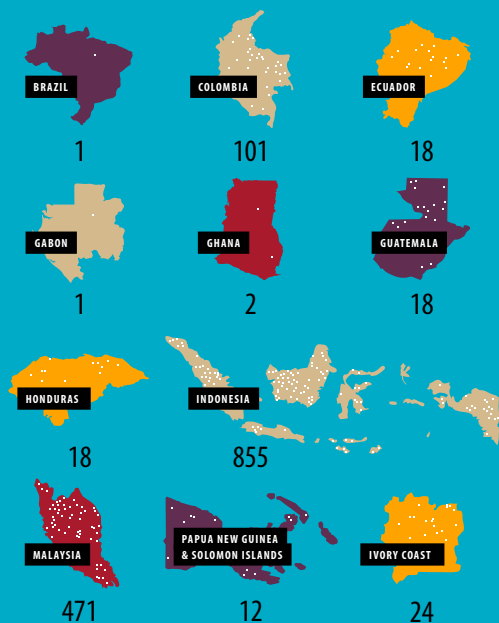 BRAZIL
COLOMBIA
ECUADOR
1
101
18
GABON
GHANA
GUATEMALA
1
2
18
HONDURAS
INDONESIA
18
855
MALAYSIA
PAPUA NEW GUINEA
& SOLOMON ISLANDS
IVORY COAST
471
12
24